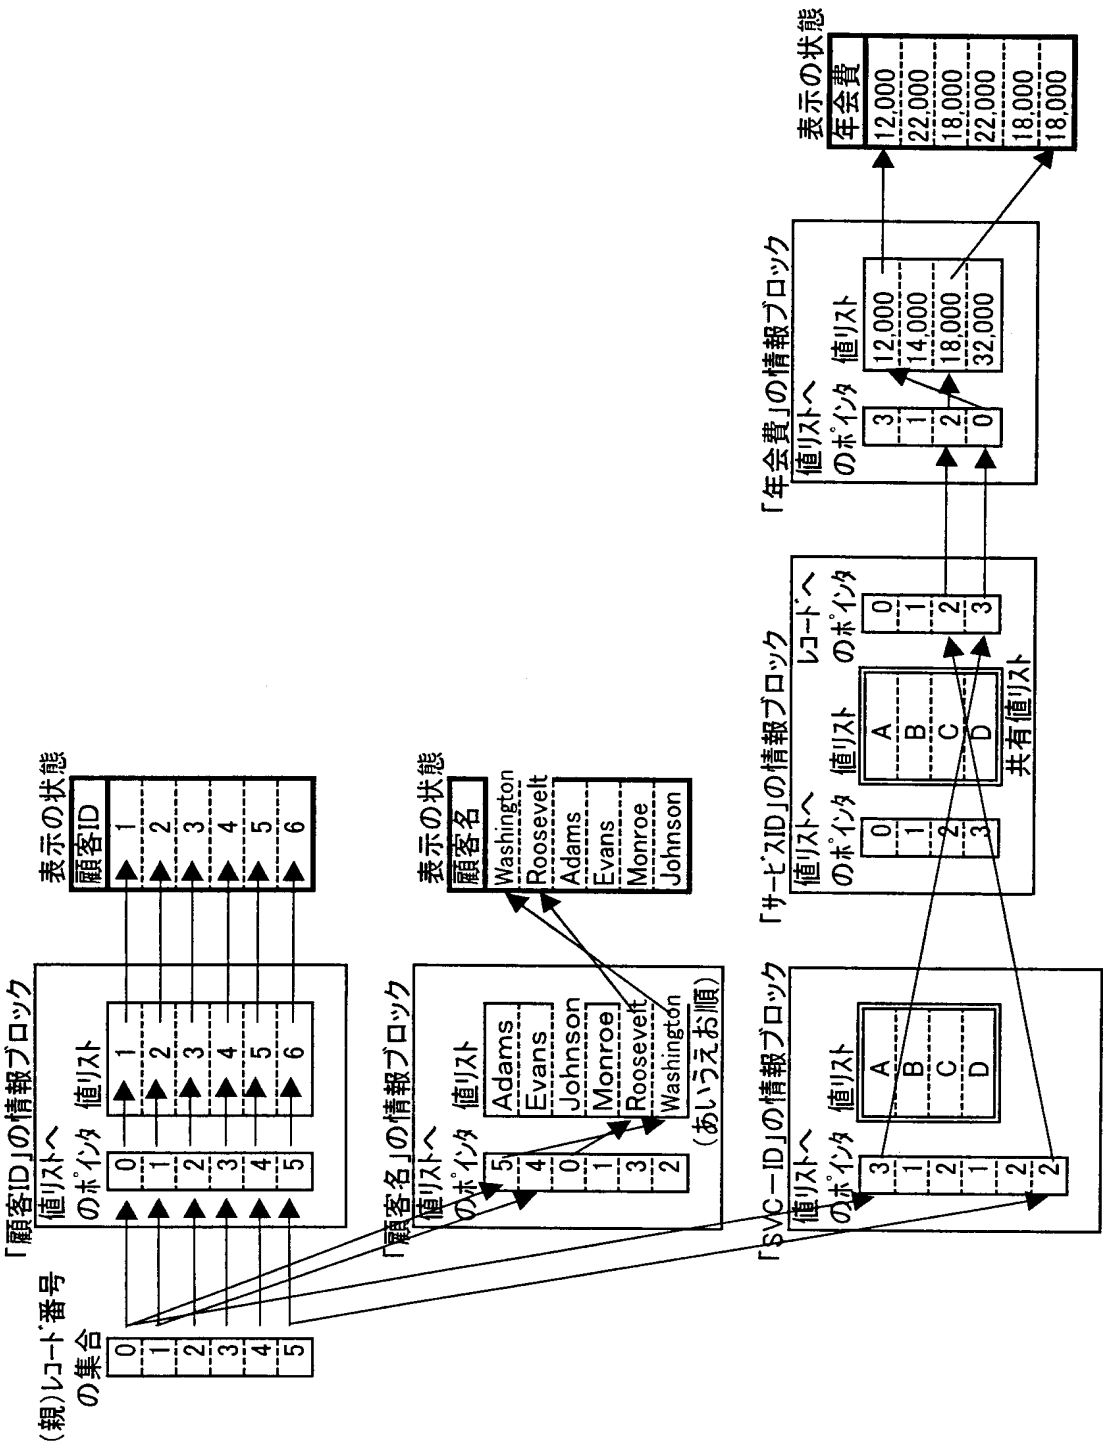 (親)レコード番号
の集合
0
1
2
3
4
5
「顧客ID」の情報ブロック
値リストへ
のポインタ
0
1
2
3
4
5
値リスト
1
2
3
4
5
6
表示の状態
顧客ID
1
2
3
4
5
6
「顧客名」の情報ブロック
値リストへ
のポインタ
5
4
0
1
3
2
値リスト
Adams
Evans
Johnson
Monroe
Roosevelt
Washington
(あいうえお順)
表示の状態
顧客名
Washington
Roosevelt
Adams
Evans
Monroe
Johnson
「SVC-ID」の情報ブロック
値リストへ
のポインタ
3
1
2
1
2
2
値リスト
A
B
C
D
「サービスID」の情報ブロック
値リストへ
のポインタ
0
1
2
3
値リスト
A
B
C
D
共有値リスト
レコードへ
のポインタ
0
1
2
3
「年会費」の情報ブロック
値リストへ
のポインタ
3
1
2
0
値リスト
12,000
14,000
18,000
32,000
表示の状態
年会費
12,000
22,000
18,000
22,000
18,000
18,000